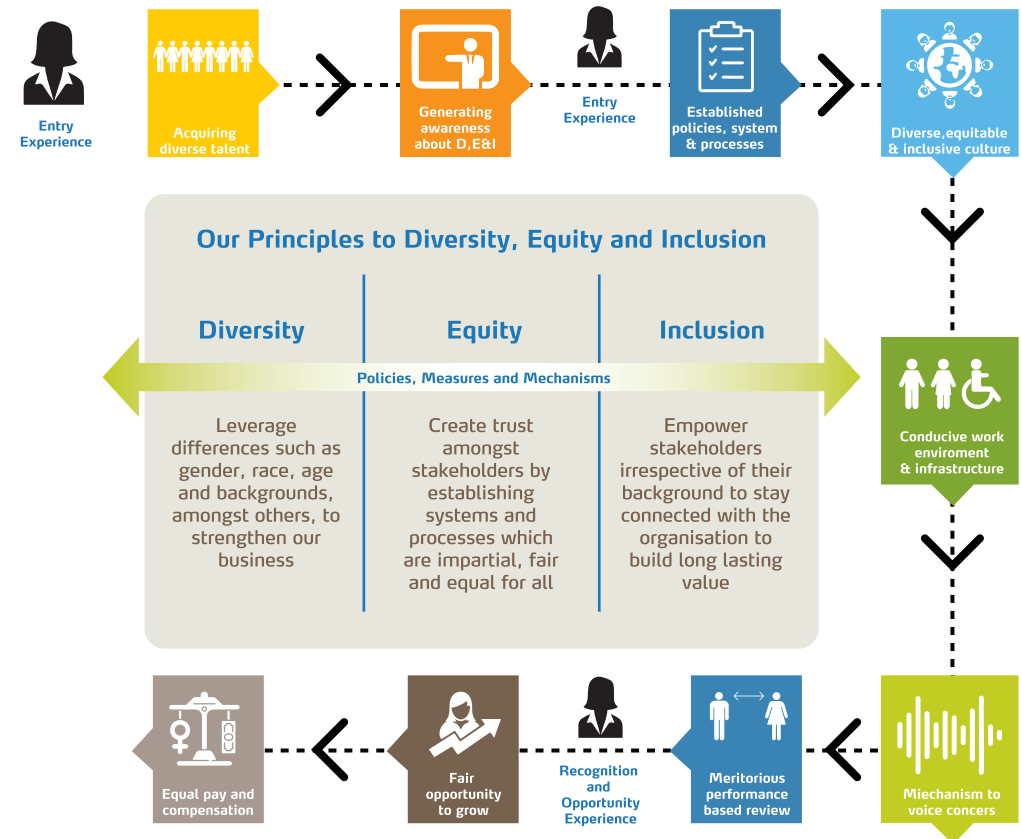 Entry
Experience
Acquiring
diverse talent
Generating
awareness
about D,E&I
Entry
Experience
Established
policies, system
& processes
Diverse,equitable
& inclusive culture
Our Principles to Diversity, Equity and Inclusion
Diversity
Equity
Inclusion
Policies, Measures and Mechanisms
Leverage
differences such as
gender, race, age
and backgrounds,
amongst others, to
strengthen our
business
Create trust
amongst
stakeholders by
establishing
systems and
processes which
are impartial, fair
and equal for all
Empower
stakeholders
irrespective of their
background to stay
connected with the
organisation to
build long lasting
value
Conducive work
enviroment
& infrastructure
Miechanism to
voice concers
Meritorious
performance
based review
Recognition
and
Opportunity
Experience
Fair
opportunity
to grow
Equal pay and
compensation